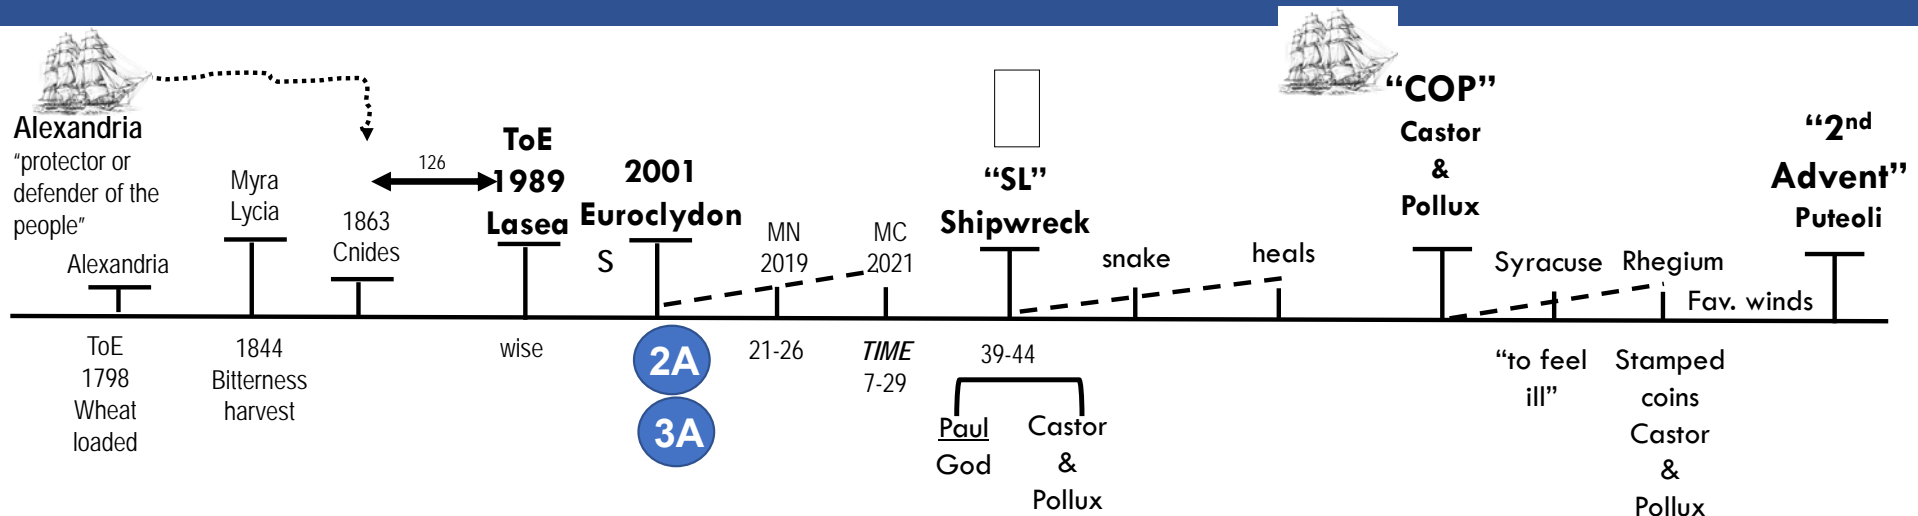 Alexandria
"protector or
defender of the
people"
Alexandria
ToE
1798
Wheat
loaded
Myra
Lycia
1844
Bitterness
harvest
1863
Cnides
126
ToE
1989
Lasea
wise
2001
Euroclydon
S
2A
3A
MN
2019
21-26
MC
2021
TIME
7-29
“SL”
Shipwreck
39-44
Paul
God
Castor
&
Pollux
snake
heals
“COP”
Castor
&
Pollux
Syracuse
“to feel
ill”
Rhegium
Stamped
coins
Castor
&
Pollux
Fav. winds
“2nd
Advent”
Puteoli